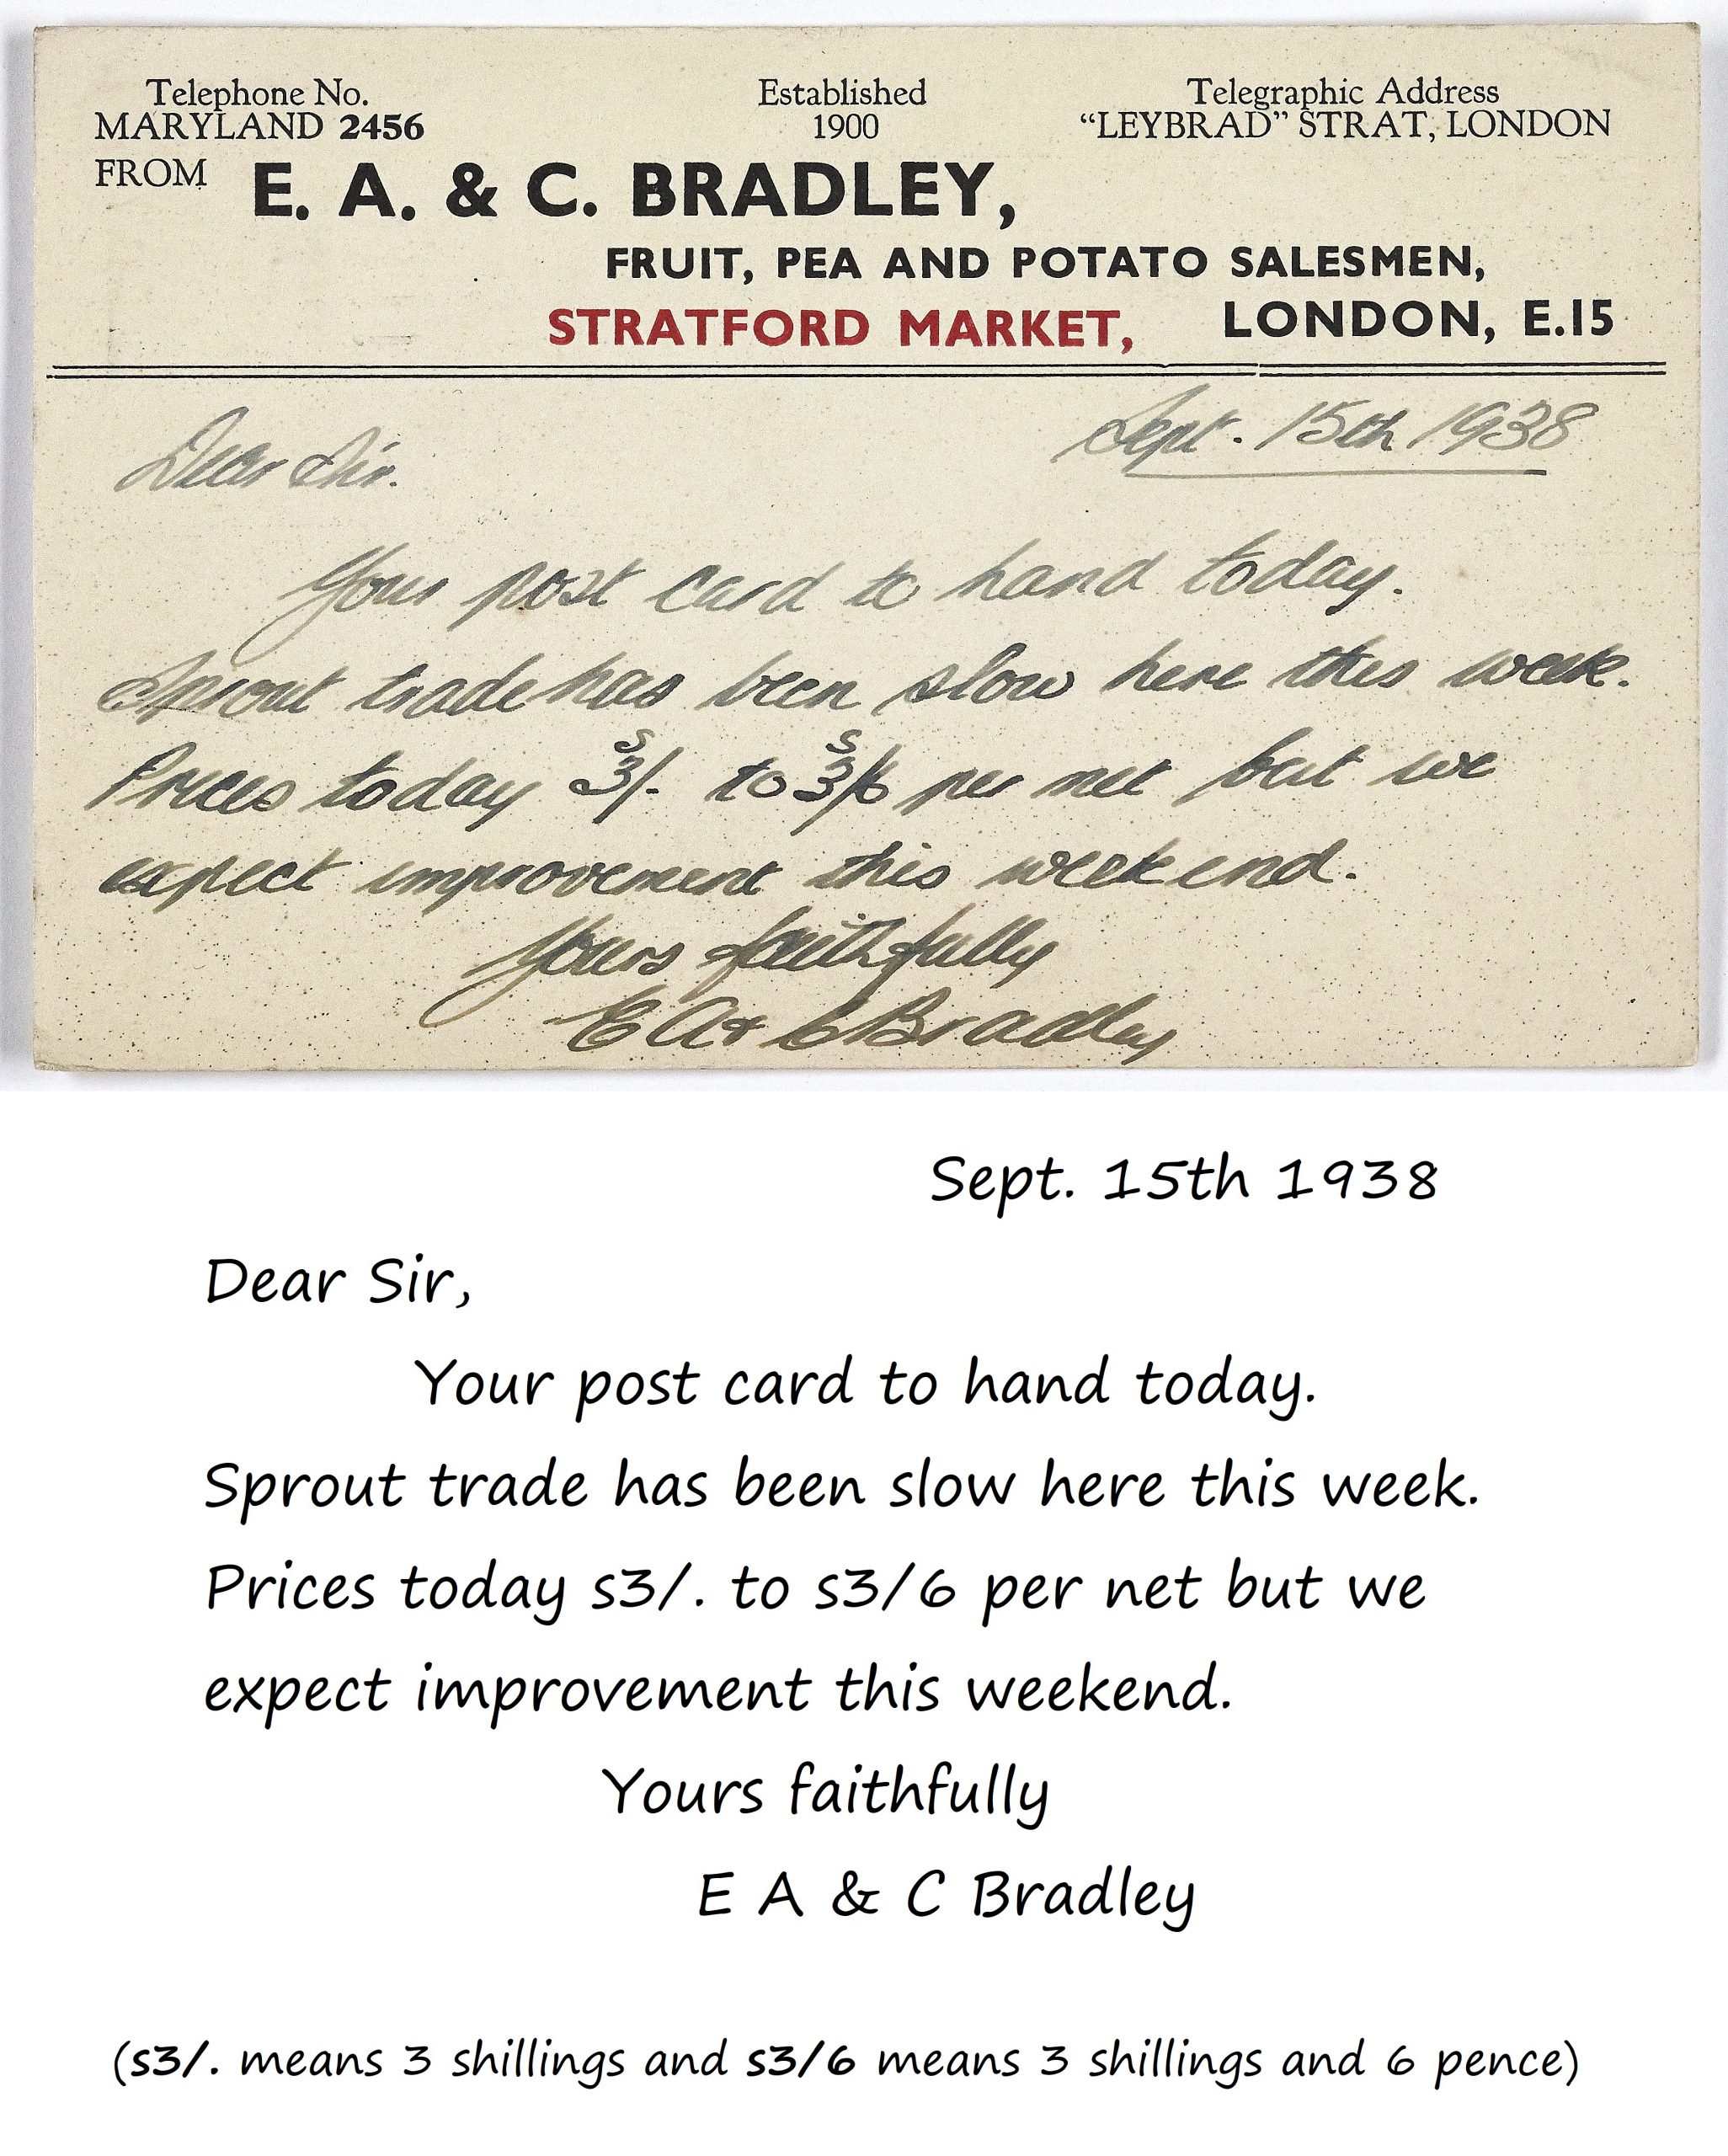 Telephone No. Established Telegraphic Address
MARYLAND 2456 1900 “LEYBRAD” STRAT, LONDON
FROM E. A. & C. BRADLEY,
FRUIT, PEA AND POTATO SALESMEN,
STRATFORD MARKET, LONDON, E.15
Sept. 15th 1938
Dear Sir.
Your post card to hand today.
Sprout trade has been slow here this week.
Prices today s3/- to s3/6 per net but we
expect improvement this weekend.
Yours faithfully
E A & C Bradley
Sept. 15th 1938
Dear Sir,
Your post card to hand today.
Sprout trade has been slow here this week.
Prices today s3/. to s3/6 per net but we
expect improvement this weekend.
Yours faithfully
E A & C Bradley
(s3/. means 3 shillings and s3/6 means 3 shillings and 6 pence)